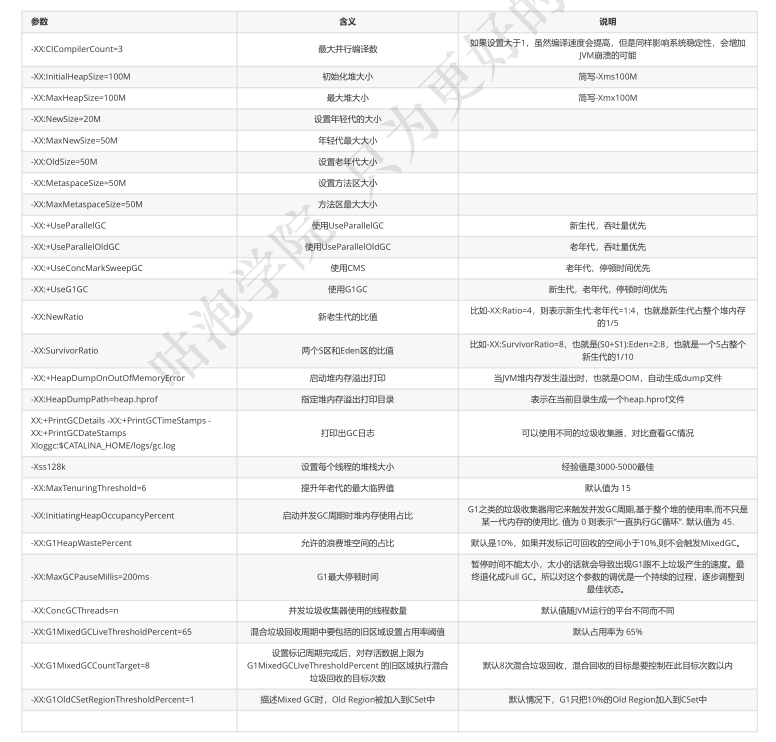 参数 含义 说明
-XX:CICompilerCount=3 最大并行编译数 如果设置大于1，虽然编译速度会提高，但是同样影响系统稳定性，会增加
JVM崩溃的可能
-XX:InitialHeapSize=100M 初始化堆大小 简写-Xms100M
-XX:MaxHeapSize=100M 最大堆大小 简写-Xmx100M
-XX:NewSize=20M 设置年轻代的大小
-XX:MaxNewSize=50M 年轻代最大大小
-XX:OldSize=50M 设置老年代大小
-XX:MetaspaceSize=50M 设置方法区大小
-XX:MaxMetaspaceSize=50M 方法区最大大小
-XX:+UseParallelGC 使用UseParallelGC 新生代，吞吐量优先
-XX:+UseParallelOldGC 使用UseParallelOldGC 老年代，吞吐量优先
-XX:+UseConcMarkSweepGC 使用CMS 老年代，停顿时间优先
-XX:+UseG1GC 使用G1GC 新生代，老年代，停顿时间优先
-XX:NewRatio 新老生代的比值 比如-XX:Ratio=4，则表示新生代:老年代=1:4，也就是新生代占整个堆内存
的1/5
-XX:SurvivorRatio 两个S区和Eden区的比值 比如-XX:SurvivorRatio=8，也就是(S0+S1):Eden=2:8，也就是一个S占整个
新生代的1/10
-XX:+HeapDumpOnOutOfMemoryError 启动堆内存溢出打印 当JVM堆内存发生溢出时，也就是OOM，自动生成dump文件
-XX:HeapDumpPath=heap.hprof 指定堆内存溢出打印目录 表示在当前目录生成一个heap.hprof文件
XX:+PrintGCDetails -XX:+PrintGCTimeStamps -
XX:+PrintGCDateStamps
Xloggc:$CATALINA_HOME/logs/gc.log 打印出GC日志 可以使用不同的垃圾收集器，对比查看GC情况
-Xss128k 设置每个线程的堆栈大小 经验值是3000-5000最佳
-XX:MaxTenuringThreshold=6 提升年老代的最大临界值 默认值为 15
-XX:InitiatingHeapOccupancyPercent 启动并发GC周期时堆内存使用占比 G1之类的垃圾收集器用它来触发并发GC周期,基于整个堆的使用率,而不只是
某一代内存的使用比. 值为 0 则表示"一直执行GC循环". 默认值为 45.
-XX:G1HeapWastePercent 允许的浪费堆空间的占比 默认是10%，如果并发标记可回收的空间小于10%,则不会触发MixedGC。
-XX:MaxGCPauseMillis=200ms G1最大停顿时间 暂停时间不能太小，太小的话就会导致出现G1跟不上垃圾产生的速度。最
终退化成Full GC。所以对这个参数的调优是一个持续的过程，逐步调整到
最佳状态。
-XX:ConcGCThreads=n 并发垃圾收集器使用的线程数量 默认值随JVM运行的平台不同而不同
-XX:G1MixedGCLiveThresholdPercent=65 混合垃圾回收周期中要包括的旧区域设置占用率阈值 默认占用率为 65%
-XX:G1MixedGCCountTarget=8 设置标记周期完成后，对存活数据上限为
G1MixedGCLIveThresholdPercent 的旧区域执行混合
垃圾回收的目标次数 默认8次混合垃圾回收，混合回收的目标是要控制在此目标次数以内
-XX:G1OldCSetRegionThresholdPercent=1 描述Mixed GC时，Old Region被加入到CSet中 默认情况下，G1只把10%的Old Region加入到CSet中
咕泡学院 只为更好的